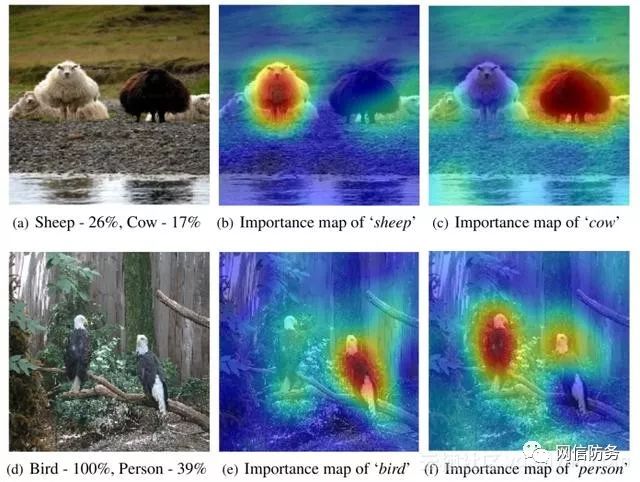 (a) Sheep - 26%, Cow - 17%
(b) Importance map of ‘sheep’
(c) Importance map of ‘cow’
(d) Bird - 100%, Person - 39%
(e) Importance map of ‘bird’
(f) Importance map of ‘person’
网信防务